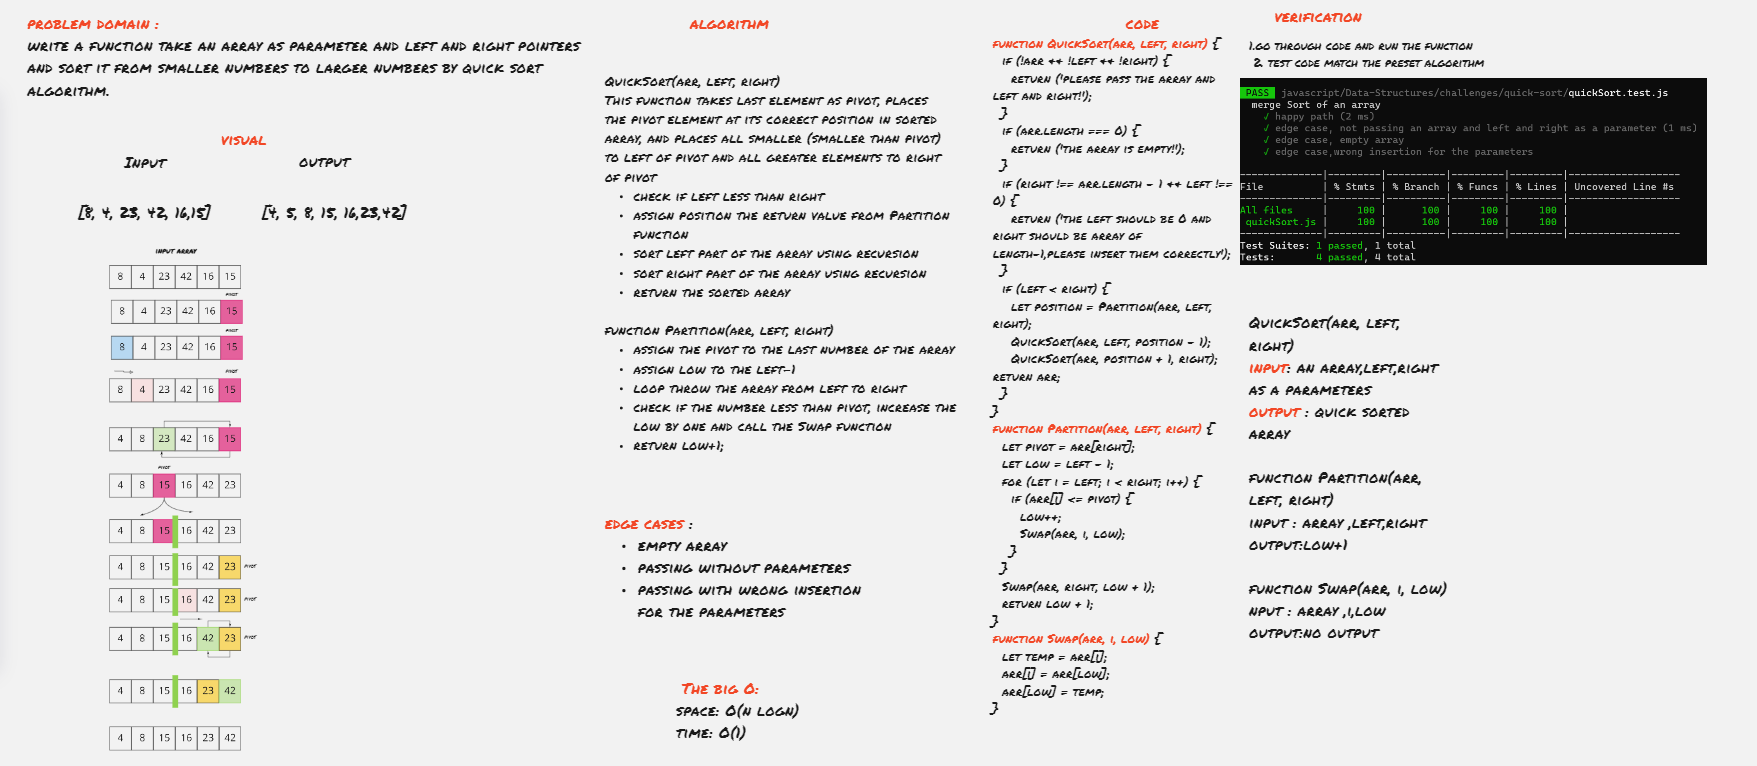 PROBLEM DOMAIN :
WRITE A FUNCTION TAKE AN ARRAY AS PARAMETER AND LEFT AND RIGHT POINTERS
AND SORT IT FROM SMALLER NUMBERS TO LARGER NUMBERS BY QUICK SORT
ALGORITHM.
VISUAL
INPUT OUTPUT
[8, 4, 23, 42, 16,15] [4, 5, 8, 15, 16,23,42]
INPUT ARRAY
8 4 23 42 16 15
PIVOT
8 4 23 42 16 15
PIVOT
8 4 23 42 16 15
PIVOT
8 4 23 42 16 15
4 8 23 42 16 15
PIVOT
4 8 15 16 42 23
4 8 15 16 42 23
4 8 15 16 42 23 PIVOT
4 8 15 16 42 23 PIVOT
4 8 15 16 42 23 PIVOT
4 8 15 16 23 42
4 8 15 16 23 42
ALGORITHM
QUICKSORT(ARR, LEFT, RIGHT)
THIS FUNCTION TAKES LAST ELEMENT AS PIVOT, PLACES
THE PIVOT ELEMENT AT ITS CORRECT POSITION IN SORTED
ARRAY, AND PLACES ALL SMALLER (SMALLER THAN PIVOT)
TO LEFT OF PIVOT AND ALL GREATER ELEMENTS TO RIGHT
OF PIVOT
• CHECK IF LEFT LESS THAN RIGHT
• ASSIGN POSITION THE RETURN VALUE FROM PARTITION
FUNCTION
• SORT LEFT PART OF THE ARRAY USING RECURSION
• SORT RIGHT PART OF THE ARRAY USING RECURSION
• RETURN THE SORTED ARRAY
FUNCTION PARTITION(ARR, LEFT, RIGHT)
• ASSIGN THE PIVOT TO THE LAST NUMBER OF THE ARRAY
• ASSIGN LOW TO THE LEFT-1
• LOOP THROW THE ARRAY FROM LEFT TO RIGHT
• CHECK IF THE NUMBER LESS THAN PIVOT, INCREASE THE
LOW BY ONE AND CALL THE SWAP FUNCTION
• RETURN LOW+1;
EDGE CASES :
• EMPTY ARRAY
• PASSING WITHOUT PARAMETERS
• PASSING WITH WRONG INSERTION
FOR THE PARAMETERS
THE BIG O:
SPACE: O(N LOGN)
TIME: O(1)
CODE
FUNCTION QUICKSORT(ARR, LEFT, RIGHT) {
IF (!ARR && !LEFT && !RIGHT) {
RETURN ('PLEASE PASS THE ARRAY AND
LEFT AND RIGHT!');
}
IF (ARR.LENGTH === 0) {
RETURN ('THE ARRAY IS EMPTY!');
}
IF (RIGHT !== ARR.LENGTH - 1 && LEFT !==
0) {
RETURN ('THE LEFT SHOULD BE 0 AND
RIGHT SHOULD BE ARRAY OF
LENGTH-1,PLEASE INSERT THEM CORRECTLY');
}
IF (LEFT < RIGHT) {
LET POSITION = PARTITION(ARR, LEFT,
RIGHT);
QUICKSORT(ARR, LEFT, POSITION - 1);
QUICKSORT(ARR, POSITION + 1, RIGHT);
RETURN ARR;
}
}
FUNCTION PARTITION(ARR, LEFT, RIGHT) {
LET PIVOT = ARR[RIGHT];
LET LOW = LEFT - 1;
FOR (LET I = LEFT; I < RIGHT; I++) {
IF (ARR[I] <= PIVOT) {
LOW++;
SWAP(ARR, I, LOW);
}
}
SWAP(ARR, RIGHT, LOW + 1);
RETURN LOW + 1;
}
FUNCTION SWAP(ARR, I, LOW) {
LET TEMP = ARR[I];
ARR[I] = ARR[LOW];
ARR[LOW] = TEMP;
}
VERIFICATION
1.GO THROUGH CODE AND RUN THE FUNCTION
2. TEST CODE MATCH THE PRESET ALGORITHM
PASS javascript/Data-Structures/challenges/quick-sort/quickSort.test.js
merge Sort of an array
√ happy path (2 ms)
√ edge case, not passing an array and left and right as a parameter (1 ms)
√ edge case, empty array
√ edge case,wrong insertion for the parameters
--------------|---------|----------|---------|---------|-------------------
File | % Stmts | % Branch | % Funcs | % Lines | Uncovered Line #s
--------------|---------|----------|---------|---------|-------------------
All files | 100 | 100 | 100 | 100 |
quickSort.js | 100 | 100 | 100 | 100 |
--------------|---------|----------|---------|---------|-------------------
Test Suites: 1 passed, 1 total
Tests: 4 passed, 4 total
QUICKSORT(ARR, LEFT,
RIGHT)
INPUT: AN ARRAY,LEFT,RIGHT
AS A PARAMETERS
OUTPUT : QUICK SORTED
ARRAY
FUNCTION PARTITION(ARR,
LEFT, RIGHT)
INPUT : ARRAY ,LEFT,RIGHT
OUTPUT:LOW+1
FUNCTION SWAP(ARR, I, LOW)
NPUT : ARRAY ,I,LOW
OUTPUT:NO OUTPUT